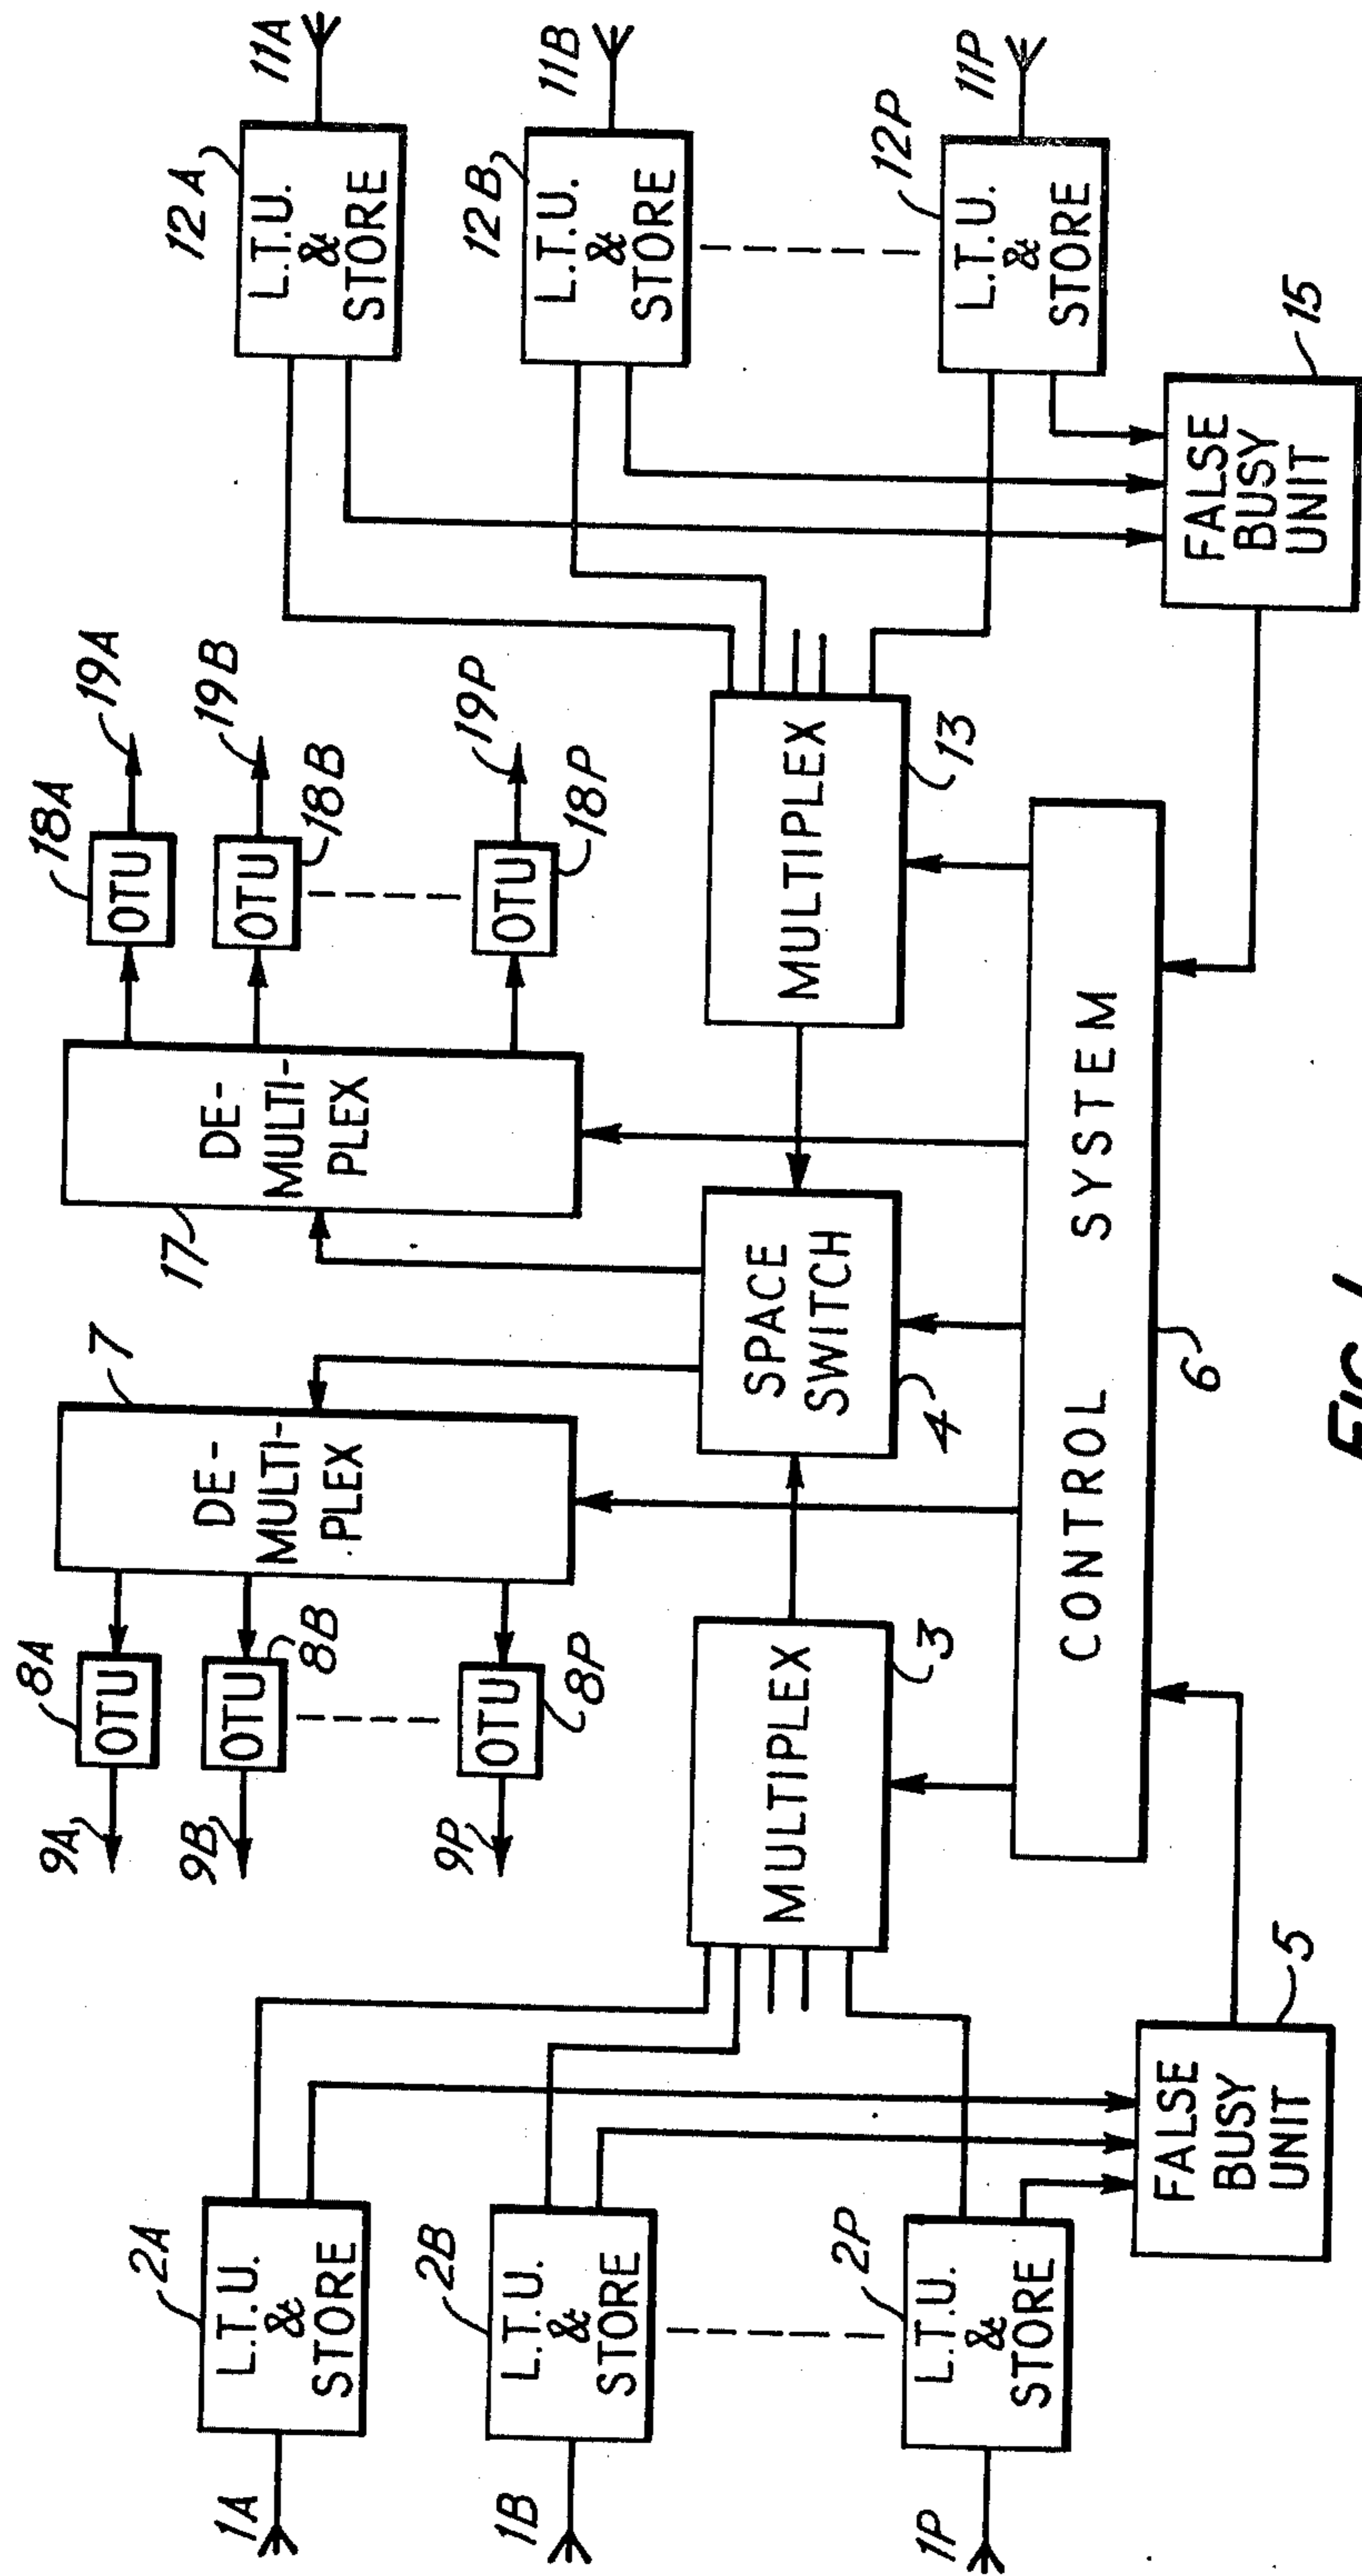 1A
2A
L.T.U.
&
STORE
1B
2B
L.T.U.
&
STORE
1P
2P
L.T.U.
&
STORE
9A
8A
OTU
9B
OTU
8B
9P
OTU
8P
7
DE-
MULTI-
PLEX
17
DE-
MULTI-
PLEX
18A
OTU
19A
19B
OTU
18B
19P
OTU
18P
MULTIPLEX
3
SPACE
SWITCH
4
MULTIPLEX
13
12A
L.T.U.
&
STORE
11A
12B
L.T.U.
&
STORE
11B
12P
L.T.U.
&
STORE
11P
FALSE
BUSY
UNIT
5
CONTROL SYSTEM
6
FALSE
BUSY
UNIT
15
FIG. 1